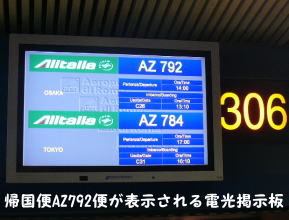 Alitalia
AZ 792
Partenza/Departure
Ora/Time
14:00
OSAKA
Imbarco/Boarding
Uscita/Gate
Ora/Time
C26
13:10
306
Alitalia
AZ 784
Partenza/Departure
Ora/Time
17:00
TOKYO
Imbarco/Boarding
Uscita/Gate
Ora/Time
C31
16:10
帰国便AZ792便が表示される電光掲示板